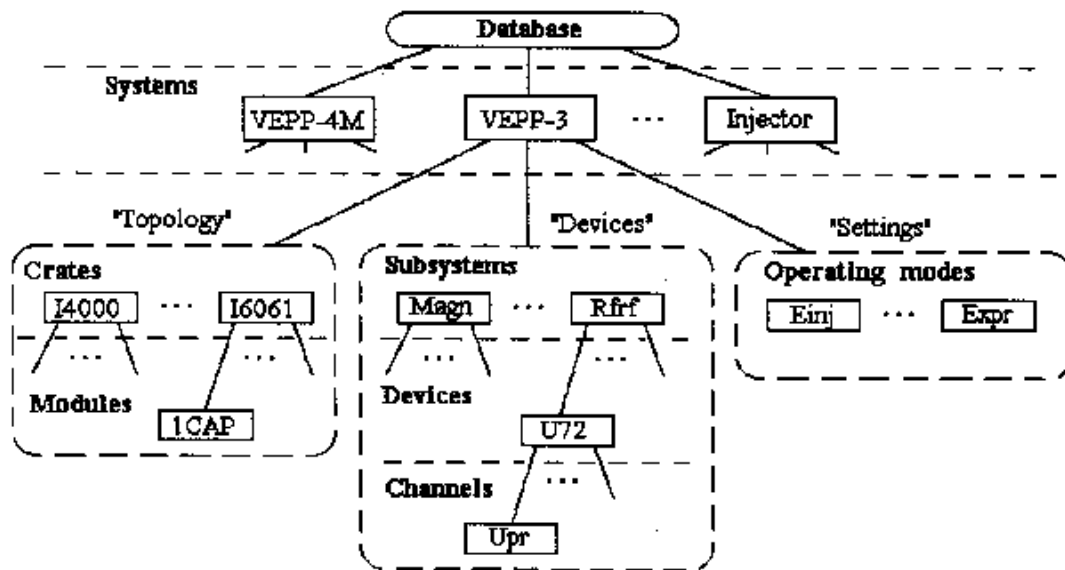 Database
Systems
VEPP-4M
VEPP-3
...
Injector
"Topology"
"Devices"
"Settings"
Crates
I4000
...
I6061
...
...
Modules
1CAP
Subsystems
Magn
...
Rfrf
...
...
Devices
U72
...
Channels
Upr
Operating modes
Einj
...
Expr